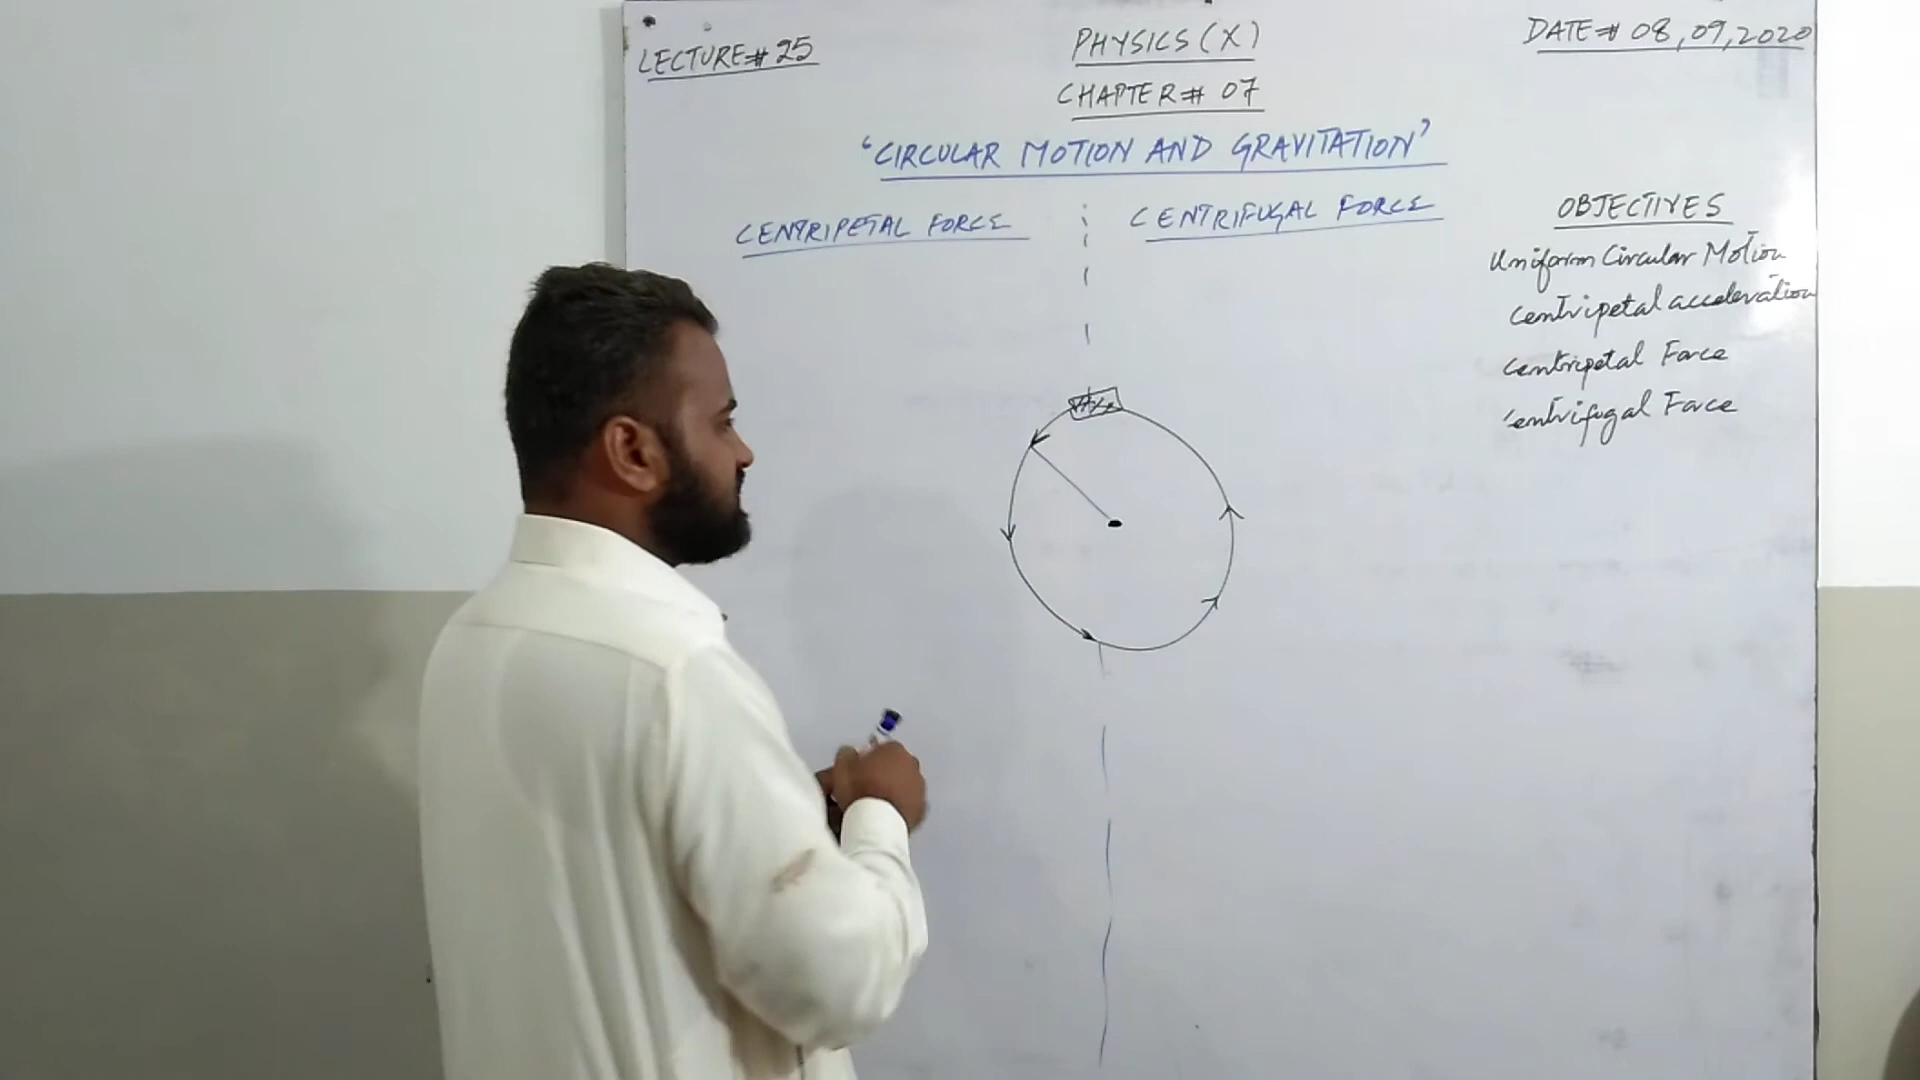 LECTURE# 25
PHYSICS (X)
DATE# 08,09,2020
CHAPTER# 07
'CIRCULAR MOTION AND GRAVITATION'
CENTRIPETAL FORCE
CENTRIFUGAL FORCE
OBJECTIVES
Uniform Circular Motion
Centripetal acceleration
Centripetal Force
Centrifugal Force